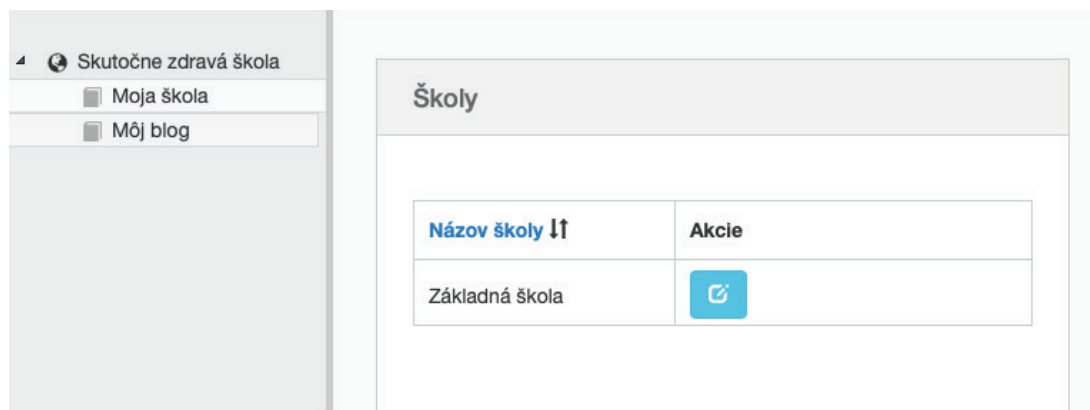 Skutočne zdravá škola
Moja škola
Môj blog
Školy
Názov školy
Akcie
Základná škola